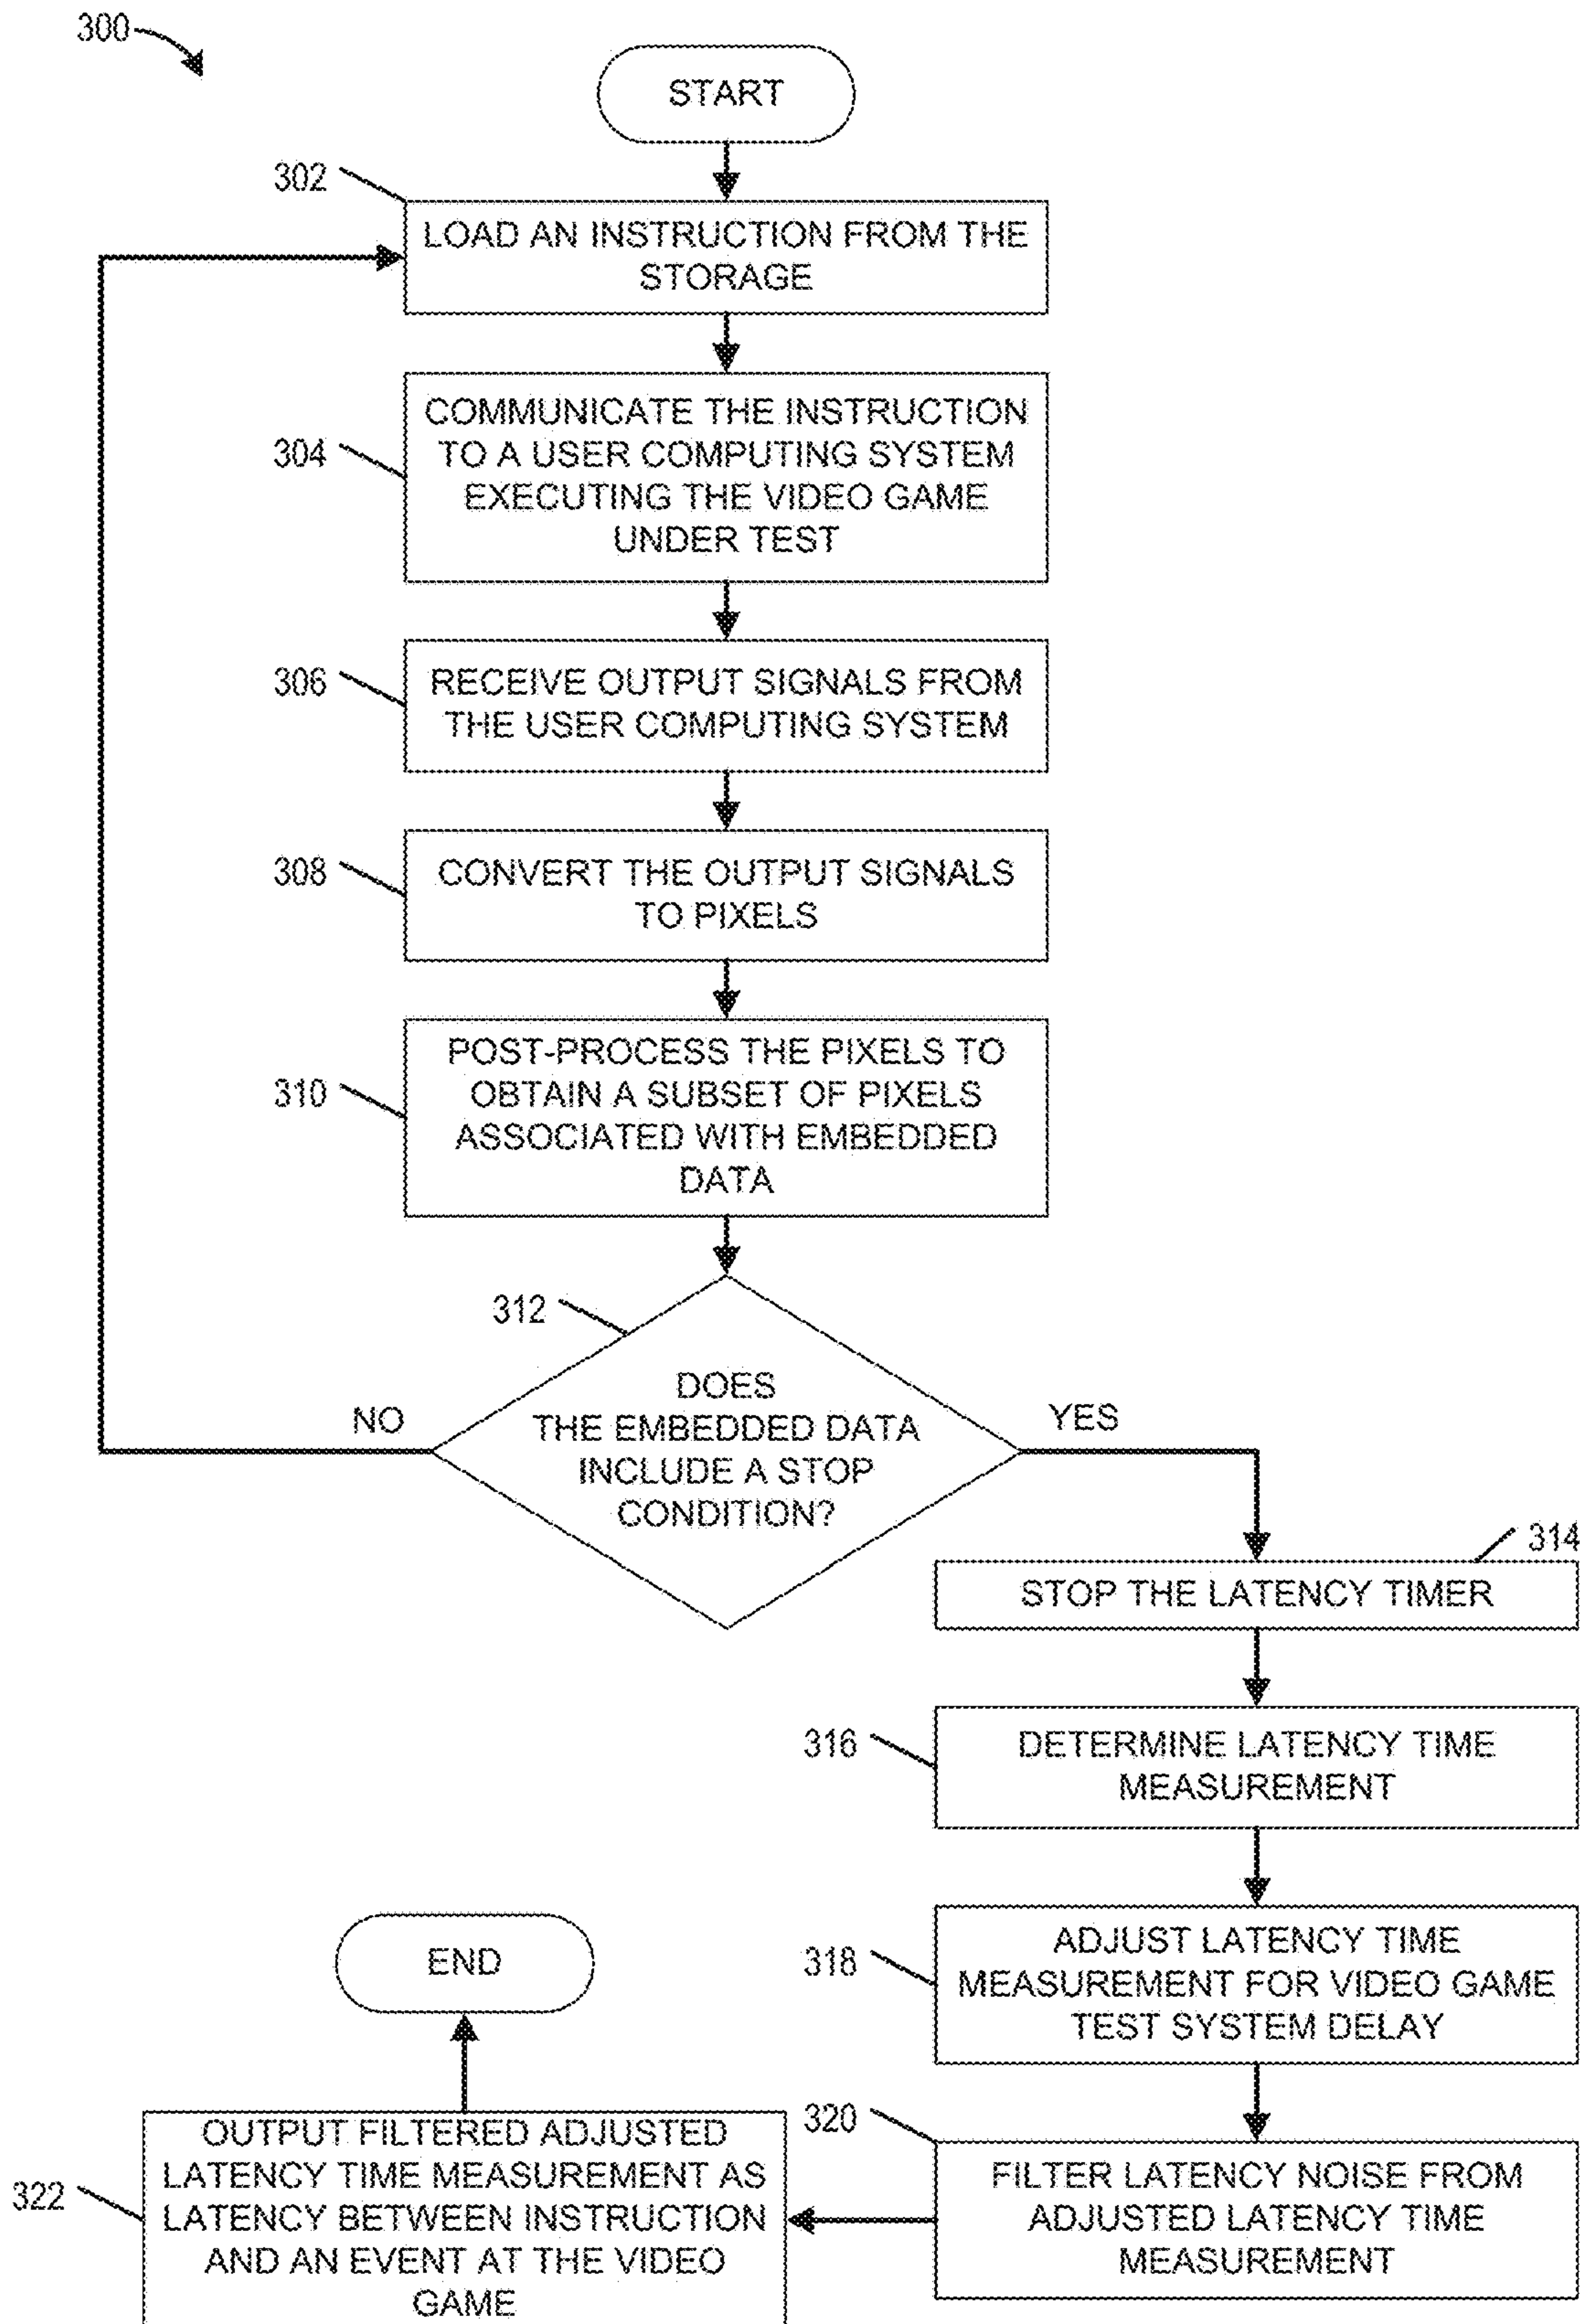 300
START
302
LOAD AN INSTRUCTION FROM THE
STORAGE
304
COMMUNICATE THE INSTRUCTION
TO A USER COMPUTING SYSTEM
EXECUTING THE VIDEO GAME
UNDER TEST
306
RECEIVE OUTPUT SIGNALS FROM
THE USER COMPUTING SYSTEM
308
CONVERT THE OUTPUT SIGNALS
TO PIXELS
310
POST-PROCESS THE PIXELS TO
OBTAIN A SUBSET OF PIXELS
ASSOCIATED WITH EMBEDDED
DATA
312
DOES
THE EMBEDDED DATA
INCLUDE A STOP
CONDITION?
NO
YES
314
STOP THE LATENCY TIMER
316
DETERMINE LATENCY TIME
MEASUREMENT
318
ADJUST LATENCY TIME
MEASUREMENT FOR VIDEO GAME
TEST SYSTEM DELAY
320
FILTER LATENCY NOISE FROM
ADJUSTED LATENCY TIME
MEASUREMENT
322
OUTPUT FILTERED ADJUSTED
LATENCY TIME MEASUREMENT AS
LATENCY BETWEEN INSTRUCTION
AND AN EVENT AT THE VIDEO
GAME
END